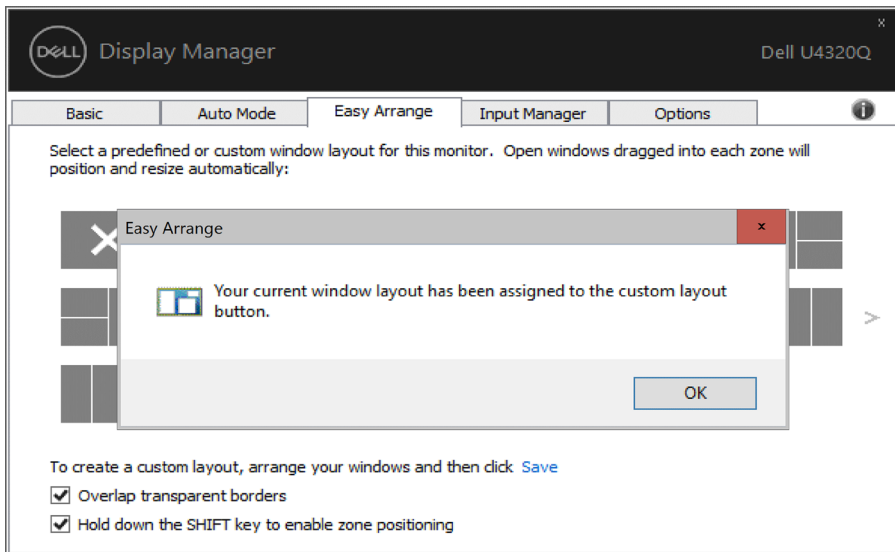 x
DELL Display Manager
Dell U4320Q
Basic Auto Mode Easy Arrange Input Manager Options
Select a predefined or custom window layout for this monitor. Open windows dragged into each zone will
position and resize automatically:
Easy Arrange
x
Your current window layout has been assigned to the custom layout
button.
>
OK
To create a custom layout, arrange your windows and then click Save
Overlap transparent borders
Hold down the SHIFT key to enable zone positioning